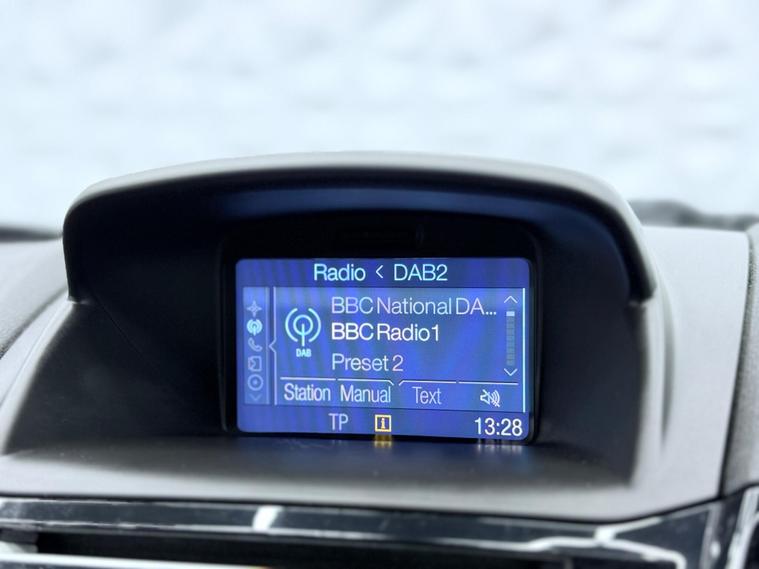 Radio < DAB2
BBC National DA...
BBC Radio1
DAB
Preset 2
Station Manual Text
TP i 13:28